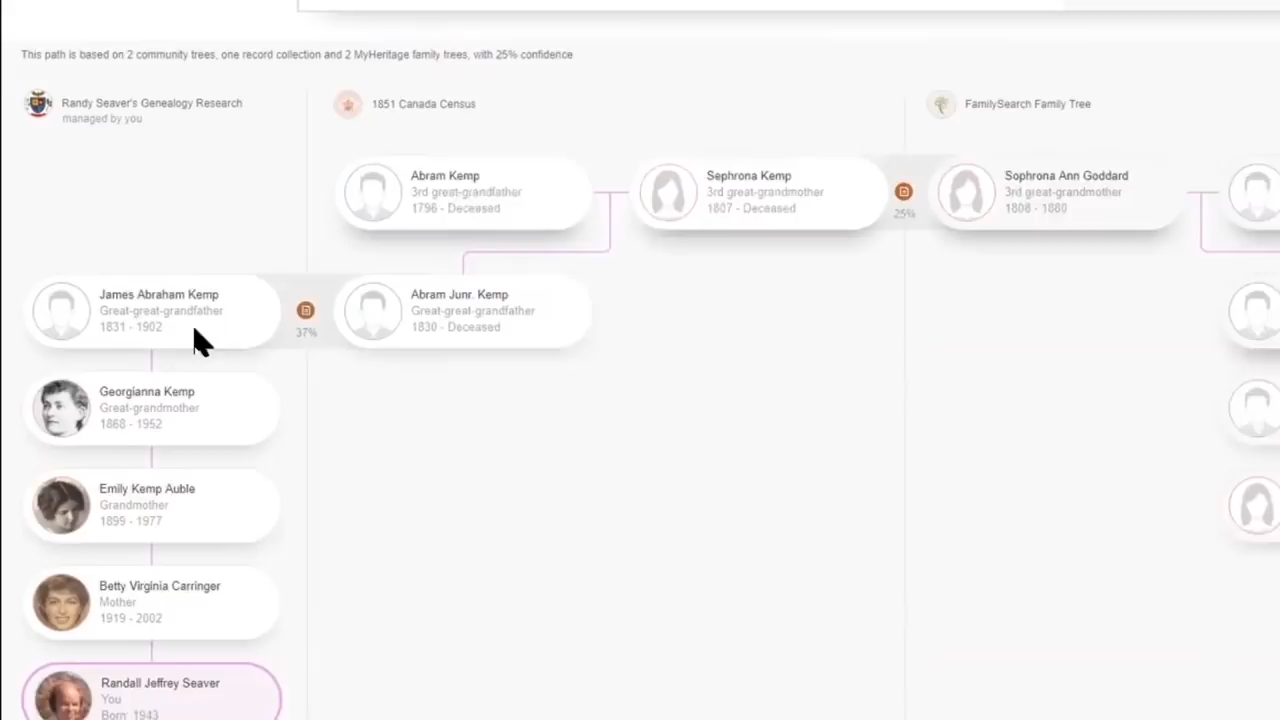 This path is based on 2 community trees, one record collection and 2 MyHeritage family trees, with 25% confidence
Randy Seaver's Genealogy Research
managed by you
1851 Canada Census
FamilySearch Family Tree
Abram Kemp
3rd great-grandfather
1796 - Deceased
Sephrona Kemp
3rd great-grandmother
1807 - Deceased
25%
Sophrona Ann Goddard
3rd great-grandmother
1808 - 1880
James Abraham Kemp
Great-great-grandfather
1831 - 1902
37%
Abram Junr. Kemp
Great-great-grandfather
1830 - Deceased
Georgianna Kemp
Great-grandmother
1868 - 1952
Emily Kemp Auble
Grandmother
1899 - 1977
Betty Virginia Carringer
Mother
1919 - 2002
Randall Jeffrey Seaver
You
Born: 1943